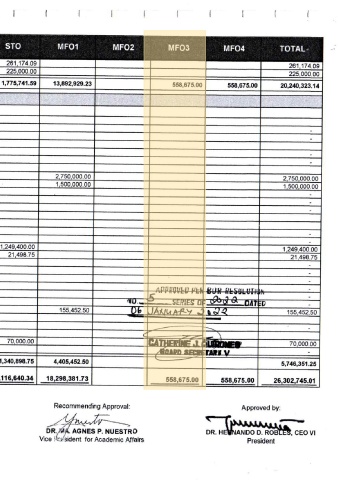 STO MFO1 MFO2 MFO3 MFO4 TOTAL
261,174.09 261,174.09
225,000.00 225,000.00
1,775,741.59 13,892,929.23 558,675.00 558,675.00 20,240,323.14
2,750,000.00 2,750,000.00
1,500,000.00 1,500,000.00
1,249,400.00 1,249,400.00
21,498.75 21,498.75
APPROVED PER BOR RESOLUTION
NO. 5 SERIES OF 2022 DATED
06 JANUARY 2022
155,452.50 155,452.50
CATHERINE J.
70,000.00 70,000.00
BOARD SECRETARY V
1,340,898.75 4,405,452.50 5,746,351.25
,116,640.34 18,298,381.73 558,675.00 558,675.00 26,302,745.01
Recommending Approval: Approved by:
DR. MA. AGNES P. NUESTRO DR. HERNANDO D. ROBLES, CEO VI
Vice President for Academic Affairs President